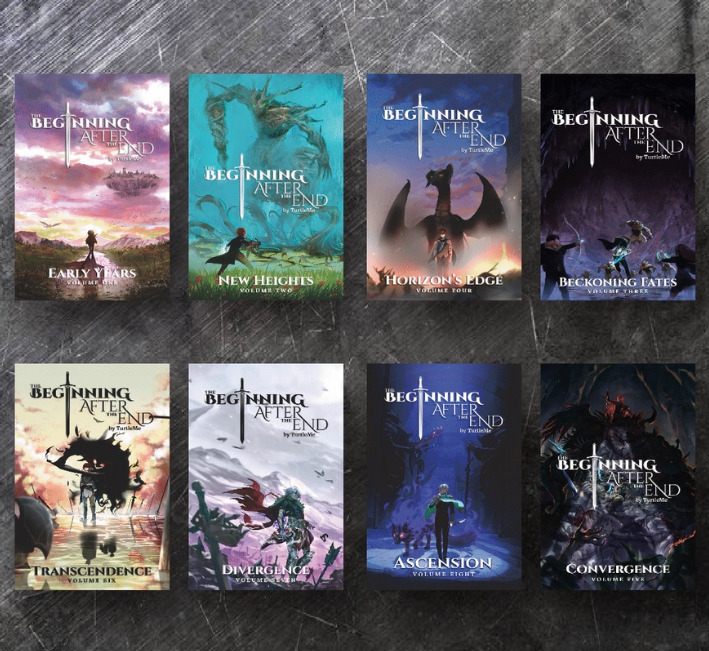 THE
BEGINNING
AFTER
THE
END
by TurtleMe
EARLY YEARS
VOLUME ONE
THE
BEGINNING
AFTER
THE
END
by TurtleMe
NEW HEIGHTS
VOLUME TWO
THE
BEGINNING
AFTER
THE
END
by TurtleMe
HORIZON'S EDGE
VOLUME FOUR
THE
BEGINNING
AFTER
THE
END
by TurtleMe
BECKONING FATES
VOLUME THREE
THE
BEGINNING
AFTER
THE
END
by TurtleMe
TRANSCENDENCE
VOLUME SIX
THE
BEGINNING
AFTER
THE
END
by TurtleMe
DIVERGENCE
VOLUME SEVEN
THE
BEGINNING
AFTER
THE
END
by TurtleMe
ASCENSION
VOLUME EIGHT
THE
BEGINNING
AFTER
THE
END
by TurtleMe
CONVERGENCE
VOLUME FIVE